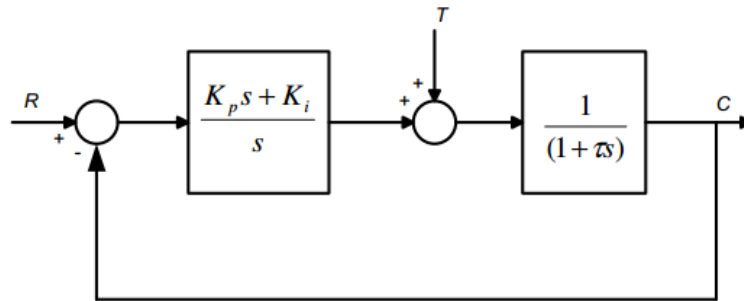 T
R
+
-
K_p s + K_i
s
+
+
1
(1 + τs)
C